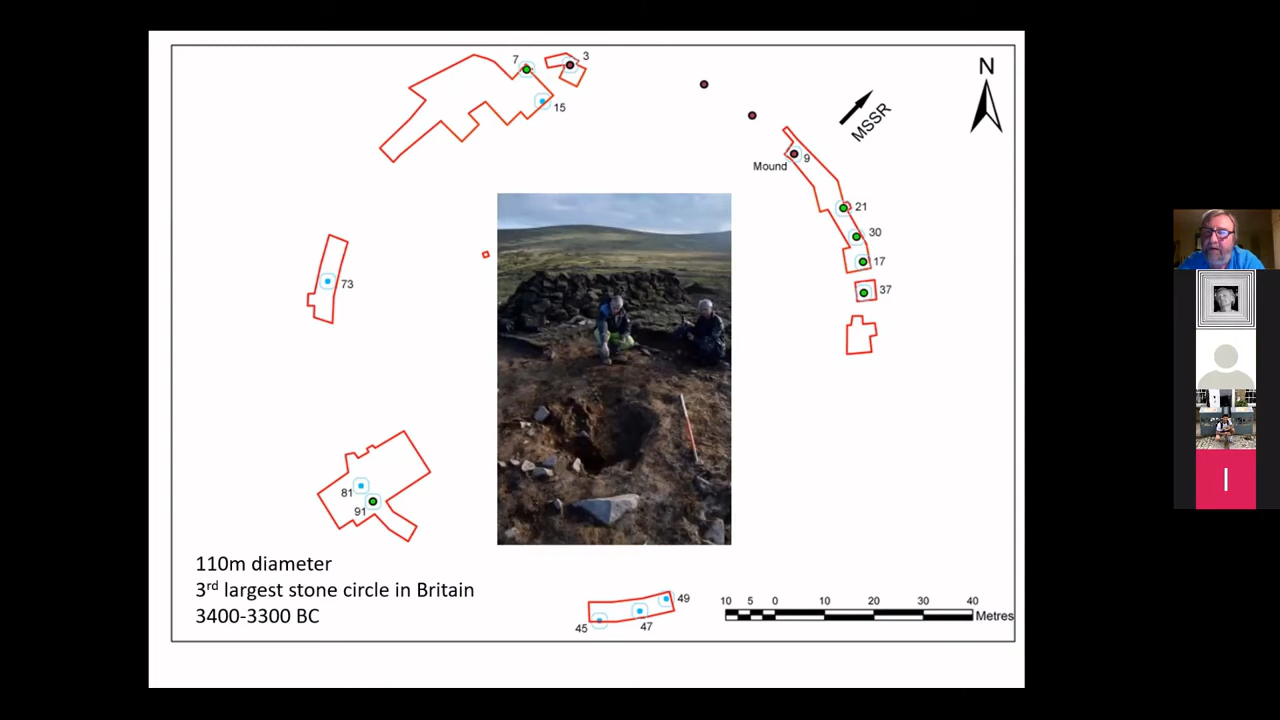 7
3
15
N
MSSR
Mound
9
21
30
17
37
73
81
91
110m diameter
3rd largest stone circle in Britain
3400-3300 BC
45
47
49
10 5 0 10 20 30 40
Metres
I